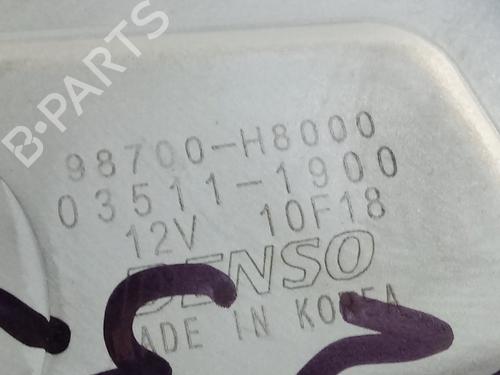 B-PARTS
98700-H8000
03511-1900
12V 10F18
DENSO
MADE IN KOREA